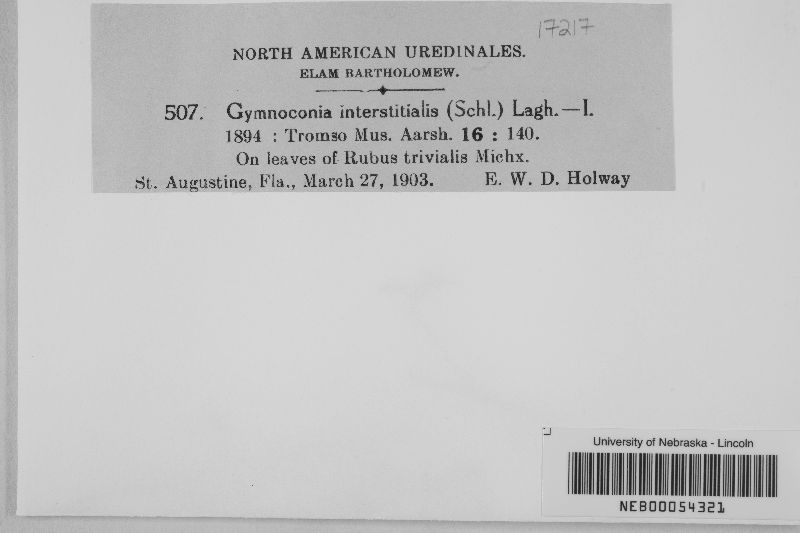 17217
NORTH AMERICAN UREDINALES.
ELAM BARTHOLOMEW.
507. Gymnoconia interstitialis (Schl.) Lagh.—I.
1894 : Tromso Mus. Aarsh. 16 : 140.
On leaves of Rubus trivialis Michx.
St. Augustine, Fla., March 27, 1903. E. W. D. Holway
University of Nebraska - Lincoln
NEB00054321